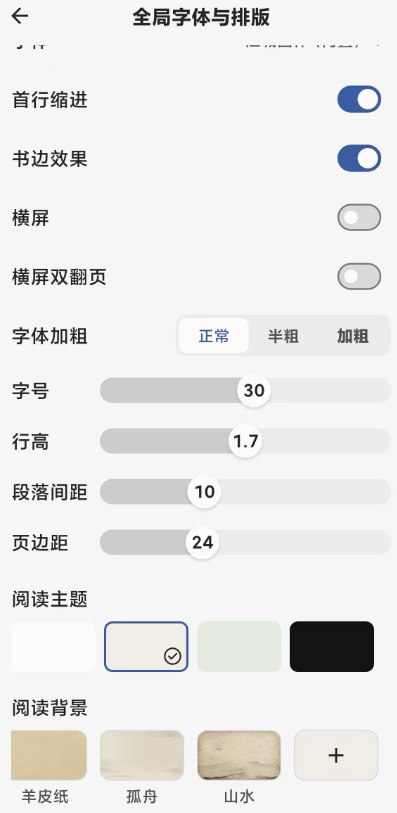 全局字体与排版
首行缩进
书边效果
横屏
横屏双翻页
字体加粗 正常 半粗 加粗
字号 30
行高 1.7
段落间距 10
页边距 24
阅读主题
阅读背景
+
羊皮纸 孤舟 山水